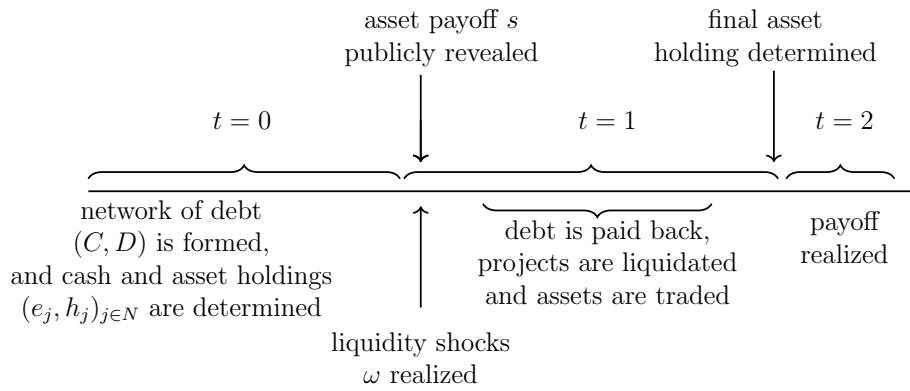 asset payoff s
publicly revealed
final asset
holding determined
t = 0
t = 1
t = 2
network of debt
(C, D) is formed,
and cash and asset holdings
(e_j, h_j)_{j∈N} are determined
debt is paid back,
projects are liquidated
and assets are traded
payoff
realized
liquidity shocks
ω realized